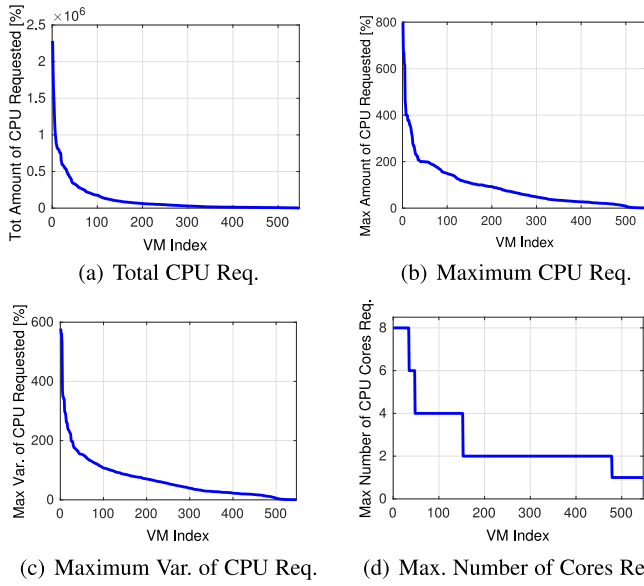 ×10⁶
2.5
2
1.5
1
0.5
0
0 100 200 300 400 500
Tot Amount of CPU Requested [%]
VM Index
(a) Total CPU Req.
800
600
400
200
0
0 100 200 300 400 500
Max Amount of CPU Requested [%]
VM Index
(b) Maximum CPU Req.
600
400
200
0
0 100 200 300 400 500
Max Var. of CPU Requested [%]
VM Index
(c) Maximum Var. of CPU Req.
8
6
4
2
0
0 100 200 300 400 500
Max Number of CPU Cores Req.
VM Index
(d) Max. Number of Cores Re